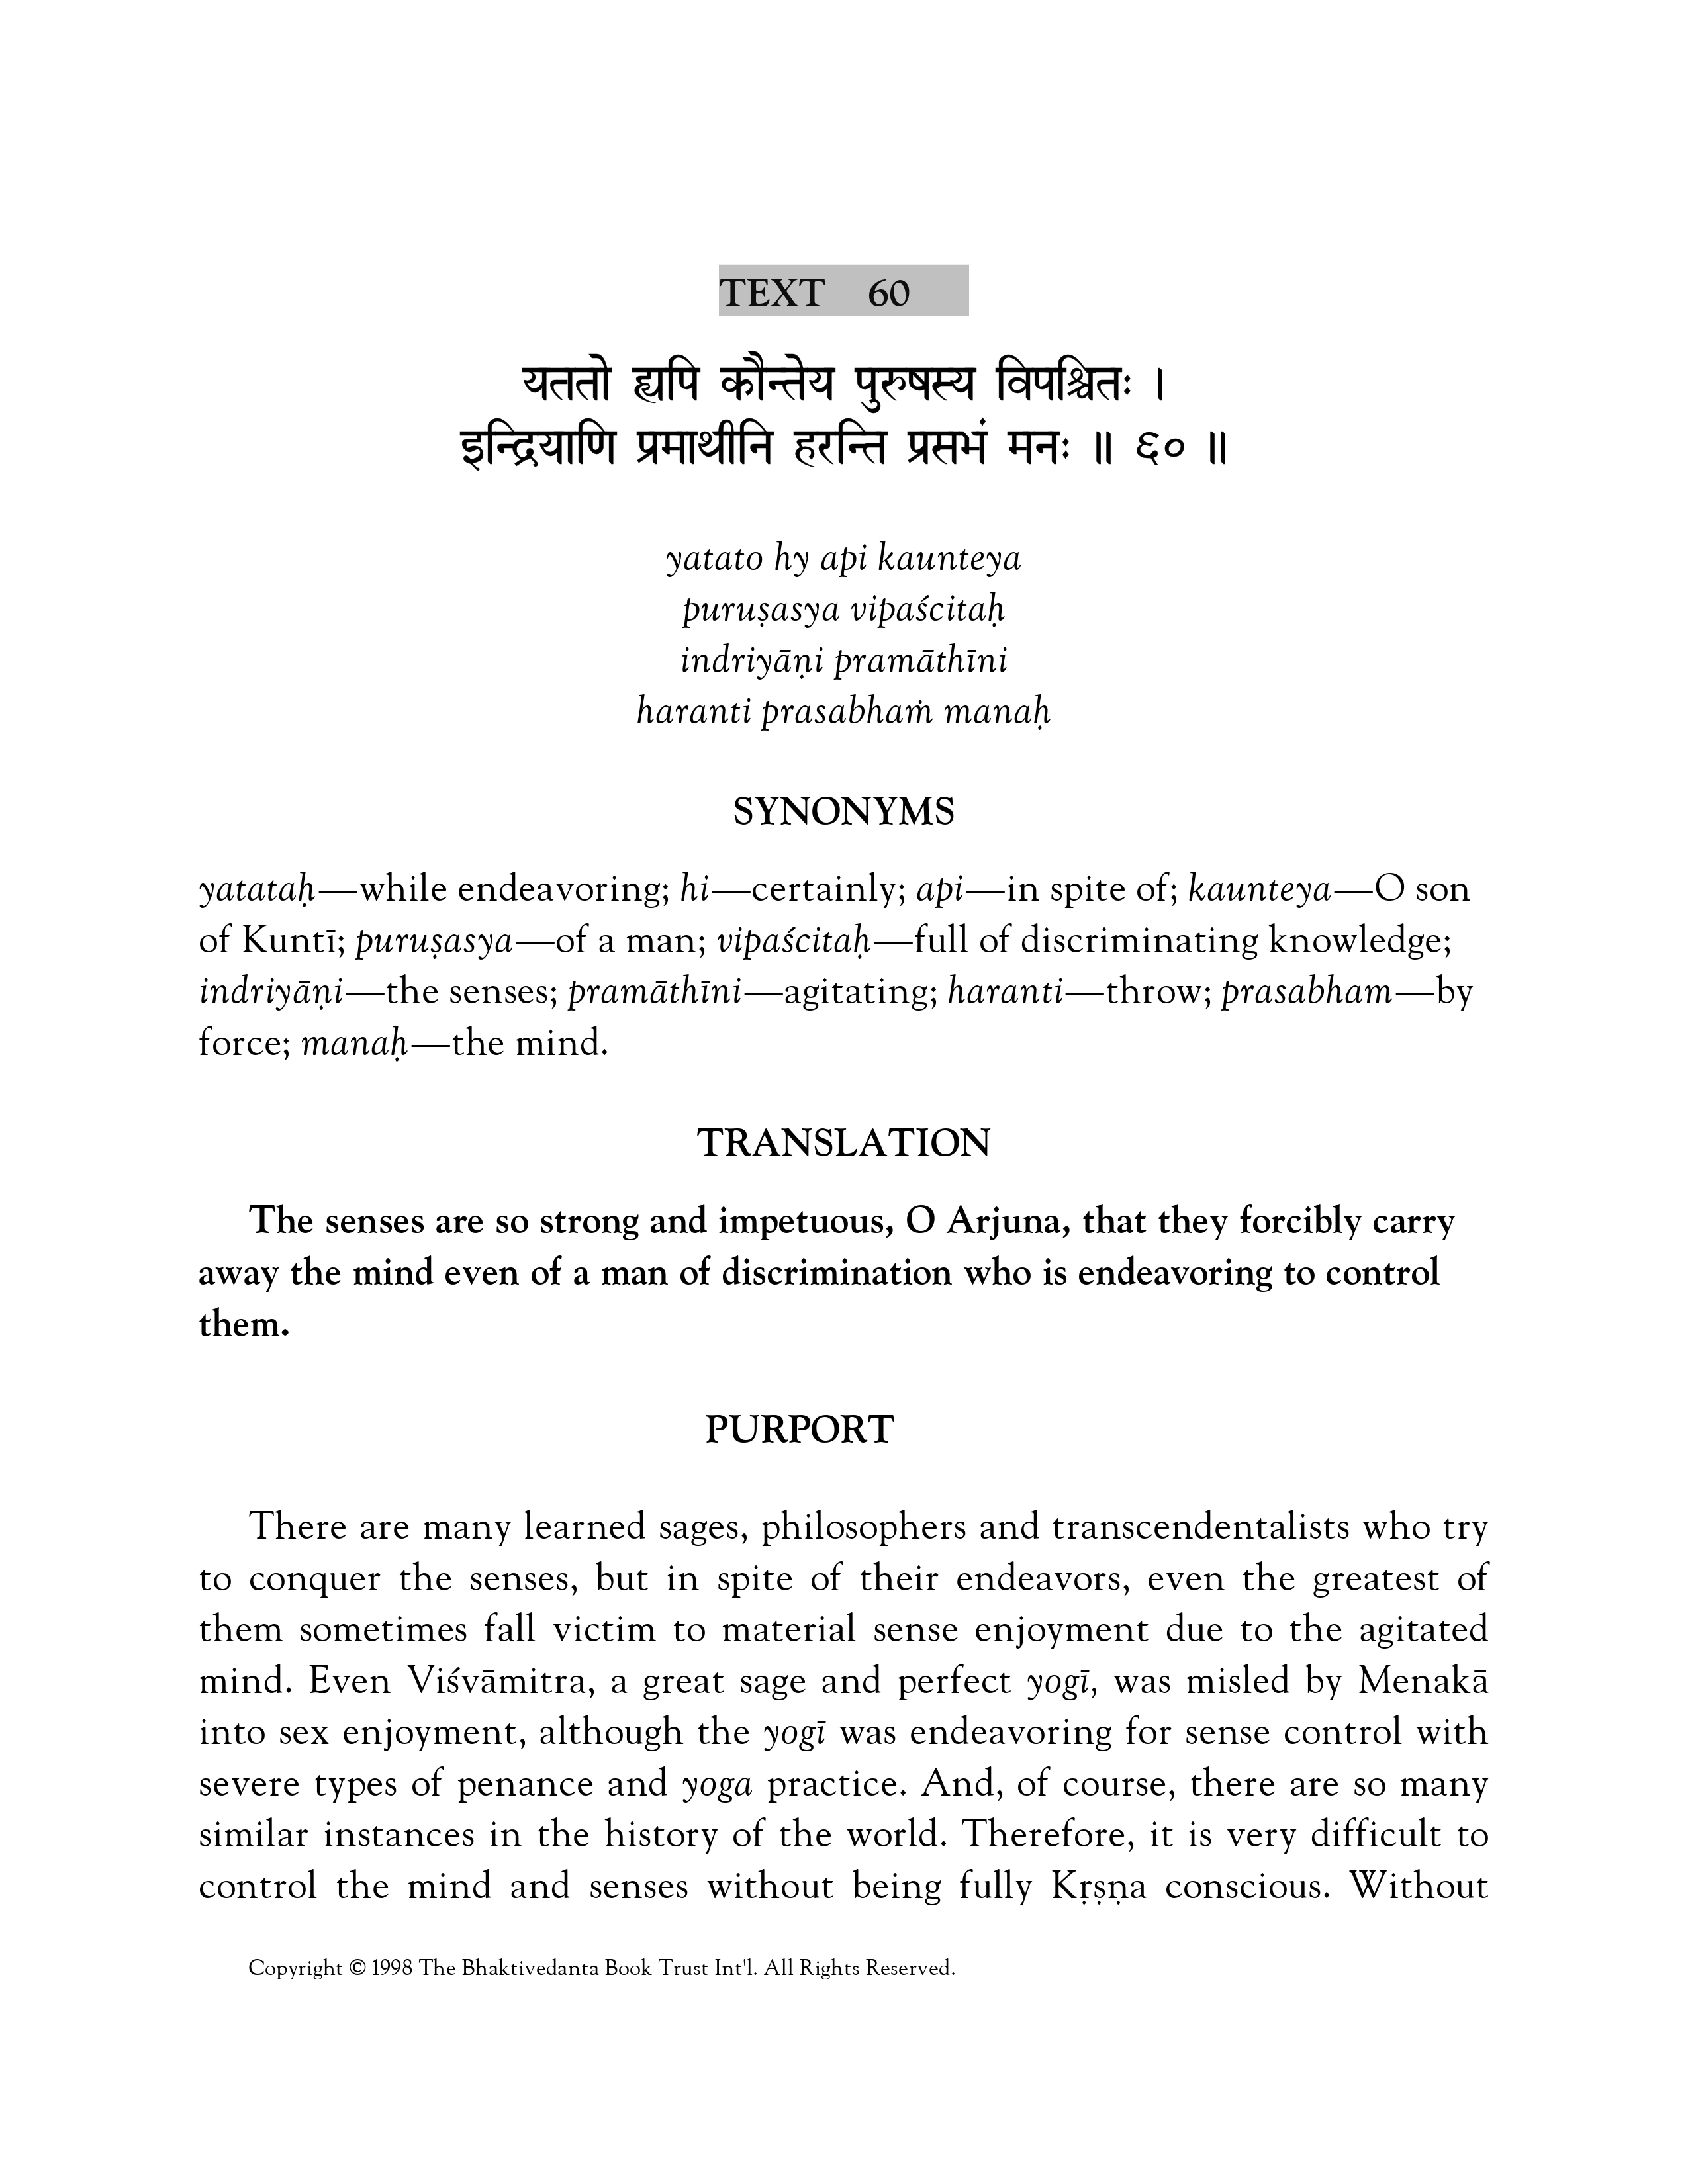 TEXT 60
यततो ह्यपि कौन्तेय पुरुषस्य विपश्चितः ।
इन्द्रियाणि प्रमाथीनि हरन्ति प्रसभं मनः ॥ ६० ॥
yatato hy api kaunteya
puruṣasya vipaścitaḥ
indriyāṇi pramāthīni
haranti prasabhaṁ manaḥ
SYNONYMS
yatataḥ—while endeavoring; hi—certainly; api—in spite of; kaunteya—O son
of Kuntī; puruṣasya—of a man; vipaścitaḥ—full of discriminating knowledge;
indriyāṇi—the senses; pramāthīni—agitating; haranti—throw; prasabham—by
force; manaḥ—the mind.
TRANSLATION
The senses are so strong and impetuous, O Arjuna, that they forcibly carry
away the mind even of a man of discrimination who is endeavoring to control
them.
PURPORT
There are many learned sages, philosophers and transcendentalists who try
to conquer the senses, but in spite of their endeavors, even the greatest of
them sometimes fall victim to material sense enjoyment due to the agitated
mind. Even Viśvāmitra, a great sage and perfect yogī, was misled by Menakā
into sex enjoyment, although the yogī was endeavoring for sense control with
severe types of penance and yoga practice. And, of course, there are so many
similar instances in the history of the world. Therefore, it is very difficult to
control the mind and senses without being fully Kṛṣṇa conscious. Without
Copyright © 1998 The Bhaktivedanta Book Trust Int'l. All Rights Reserved.